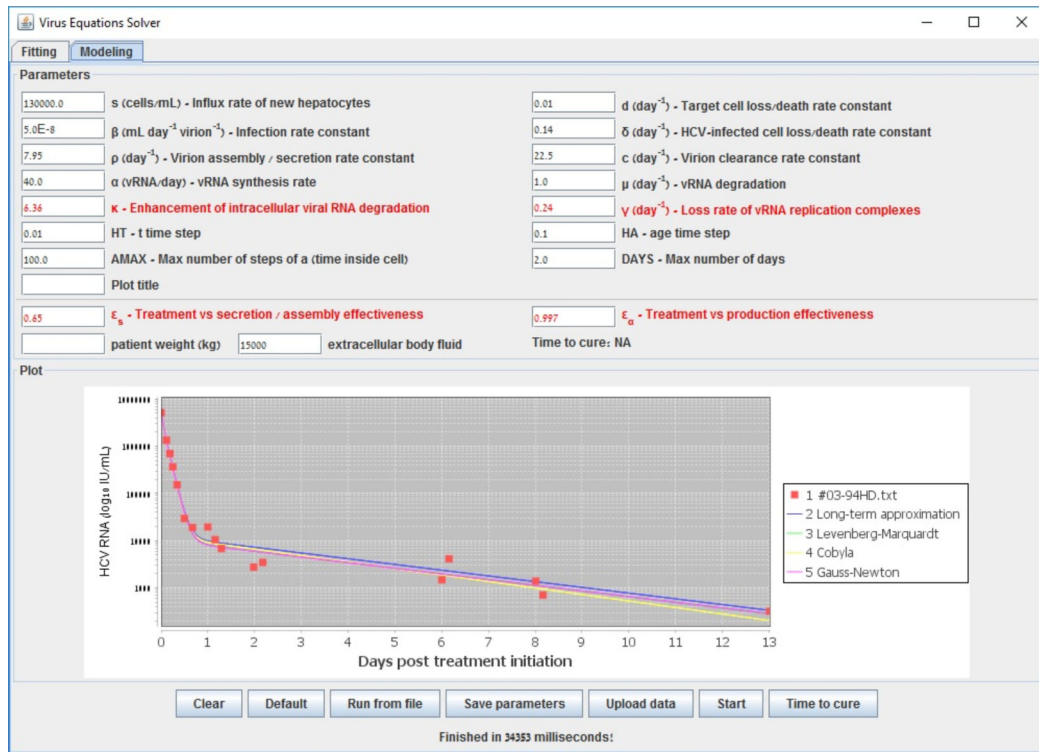 Virus Equations Solver
Fitting Modeling
Parameters
130000.0 s (cells/mL) - Influx rate of new hepatocytes 0.01 d (day⁻¹) - Target cell loss/death rate constant
5.0E-8 β (mL day⁻¹ virion⁻¹) - Infection rate constant 0.14 δ (day⁻¹) - HCV-infected cell loss/death rate constant
7.95 ρ (day⁻¹) - Virion assembly / secretion rate constant 22.5 c (day⁻¹) - Virion clearance rate constant
40.0 α (vRNA/day) - vRNA synthesis rate 1.0 μ (day⁻¹) - vRNA degradation
6.36 κ - Enhancement of intracellular viral RNA degradation 0.24 γ (day⁻¹) - Loss rate of vRNA replication complexes
0.01 HT - t time step 0.1 HA - age time step
100.0 AMAX - Max number of steps of a (time inside cell) 2.0 DAYS - Max number of days
Plot title
0.65 εs - Treatment vs secretion / assembly effectiveness 0.997 εα - Treatment vs production effectiveness
patient weight (kg) 15000 extracellular body fluid Time to cure: NA
Plot
HCV RNA (log₁₀ IU/mL)
1000000
100000
10000
1000
1 #03-94HD.txt
2 Long-term approximation
3 Levenberg-Marquardt
4 Cobyla
5 Gauss-Newton
0 1 2 3 4 5 6 7 8 9 10 11 12 13
Days post treatment initiation
Clear Default Run from file Save parameters Upload data Start Time to cure
Finished in 34353 milliseconds!